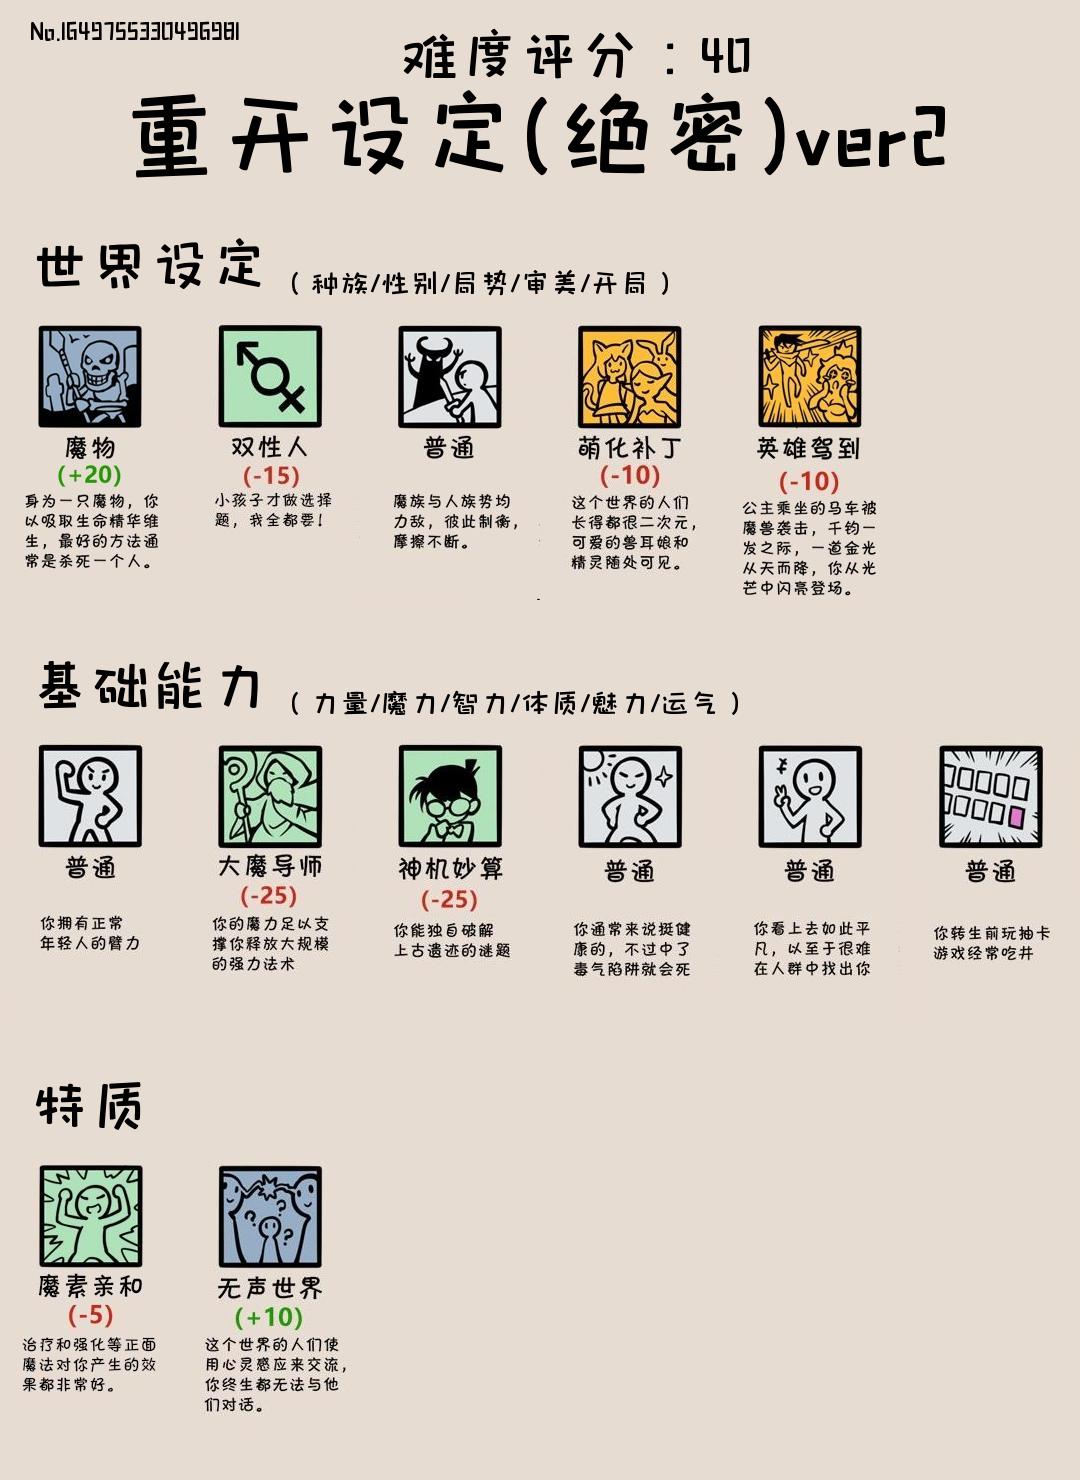 No.1649755330496981
难度评分：40
重开设定(绝密)ver2
世界设定 (种族/性别/局势/审美/开局)
魔物
(+20)
身为一只魔物，你
以吸取生命精华维
生，最好的方法通
常是杀死一个人。
双性人
(-15)
小孩子才做选择
题，我全都要！
普通
魔族与人族势均
力敌，彼此制衡，
摩擦不断。
萌化补丁
(-10)
这个世界的人们
长得都很二次元，
可爱的兽耳娘和
精灵随处可见。
英雄驾到
(-10)
公主乘坐的马车被
魔兽袭击，千钧一
发之际，一道金光
从天而降，你从光
芒中闪亮登场。
基础能力 (力量/魔力/智力/体质/魅力/运气)
普通
你拥有正常
年轻人的臂力
大魔导师
(-25)
你的魔力足以支
撑你释放大规模
的强力法术
神机妙算
(-25)
你能独自破解
上古遗迹的谜题
普通
你通常来说挺健
康的，不过中了
毒气陷阱就会死
普通
你看上去如此平
凡，以至于很难
在人群中找出你
普通
你转生前玩抽卡
游戏经常吃井
特质
魔素亲和
(-5)
治疗和强化等正面
魔法对你产生的效
果都非常好。
无声世界
(+10)
这个世界的人们使
用心灵感应来交流，
你终生都无法与他
们对话。